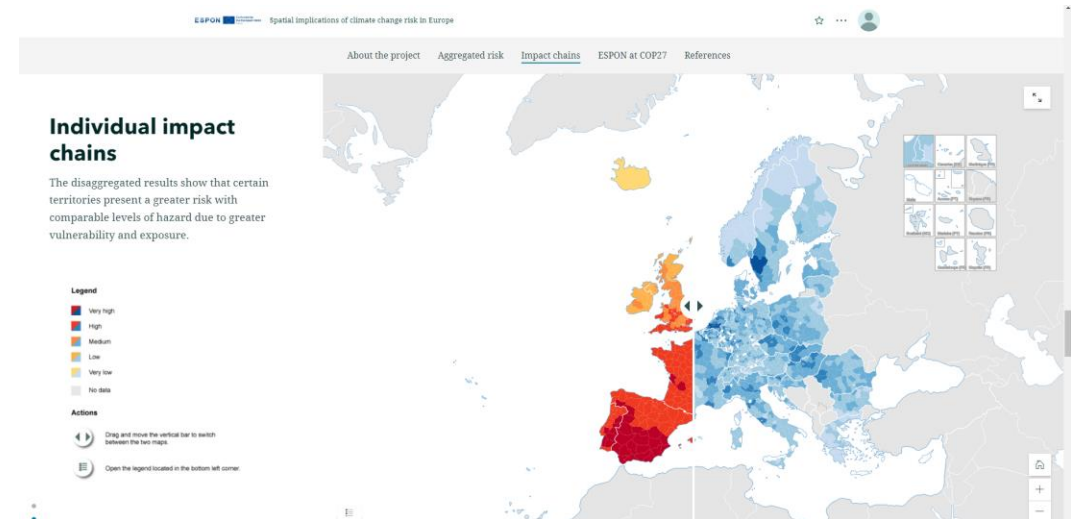 ESPON
Spatial implications of climate change risk in Europe
About the project
Aggregated risk
Impact chains
ESPON at COP27
References
Individual impact
chains
The disaggregated results show that certain
territories present a greater risk with
comparable levels of hazard due to greater
vulnerability and exposure.
Legend
Very high
High
Medium
Low
Very low
No data
Actions
Drag and move the vertical bar to switch
between the two maps.
Open the legend located in the bottom left corner.